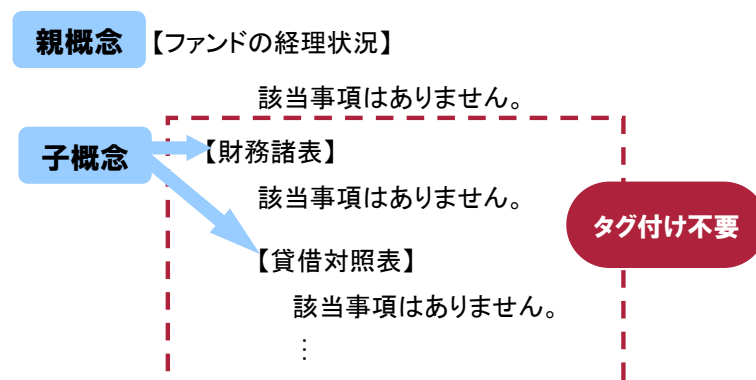 親概念 【ファンドの経理状況】
該当事項はありません。
子概念 【財務諸表】
該当事項はありません。
タグ付け不要
【貸借対照表】
該当事項はありません。
⋮